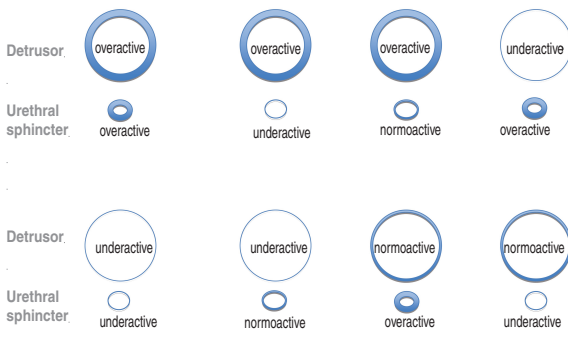 Detrusor overactive overactive overactive underactive
Urethral
sphincter overactive underactive normoactive overactive
Detrusor underactive underactive normoactive normoactive
Urethral
sphincter underactive normoactive overactive underactive